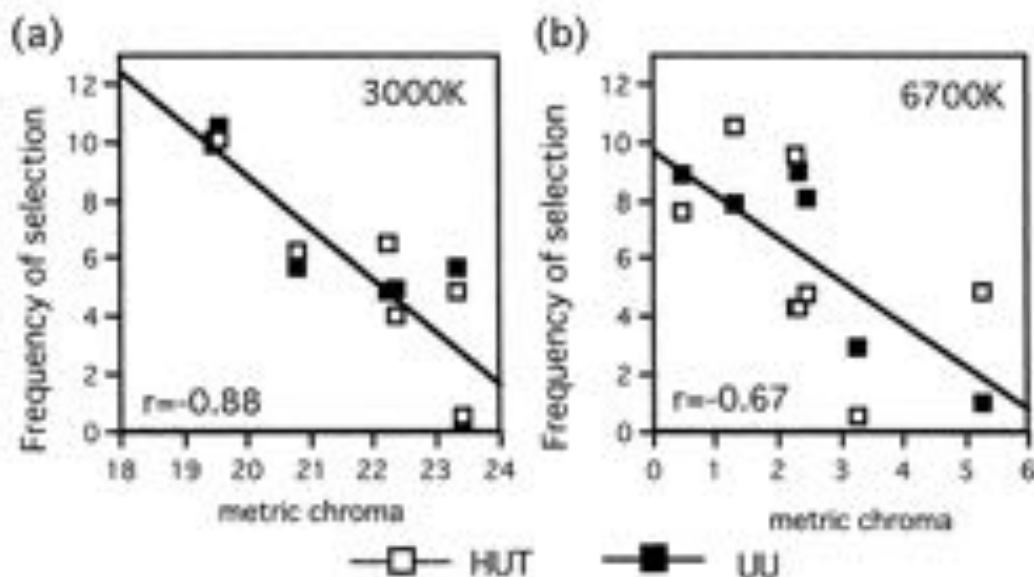 (a)
(b)
3000K
6700K
Frequency of selection
Frequency of selection
12
10
8
6
4
2
0
12
10
8
6
4
2
0
r=-0.88
r=-0.67
18 19 20 21 22 23 24
0 1 2 3 4 5 6
metric chroma
metric chroma
HUT